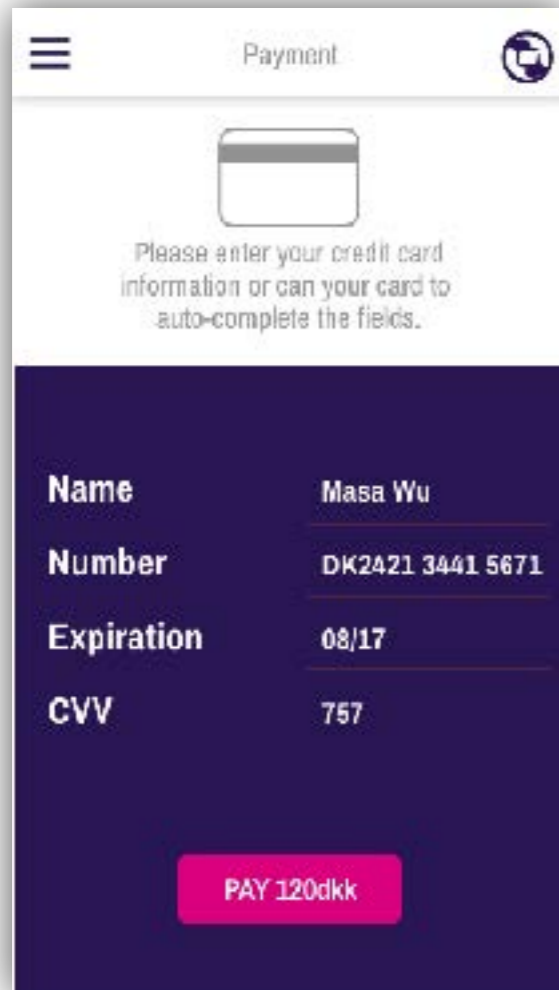 Payment
Please enter your credit card
information or can your card to
auto-complete the fields.
Name Masa Wu
Number DK2421 3441 5671
Expiration 08/17
CVV 757
PAY 120dkk